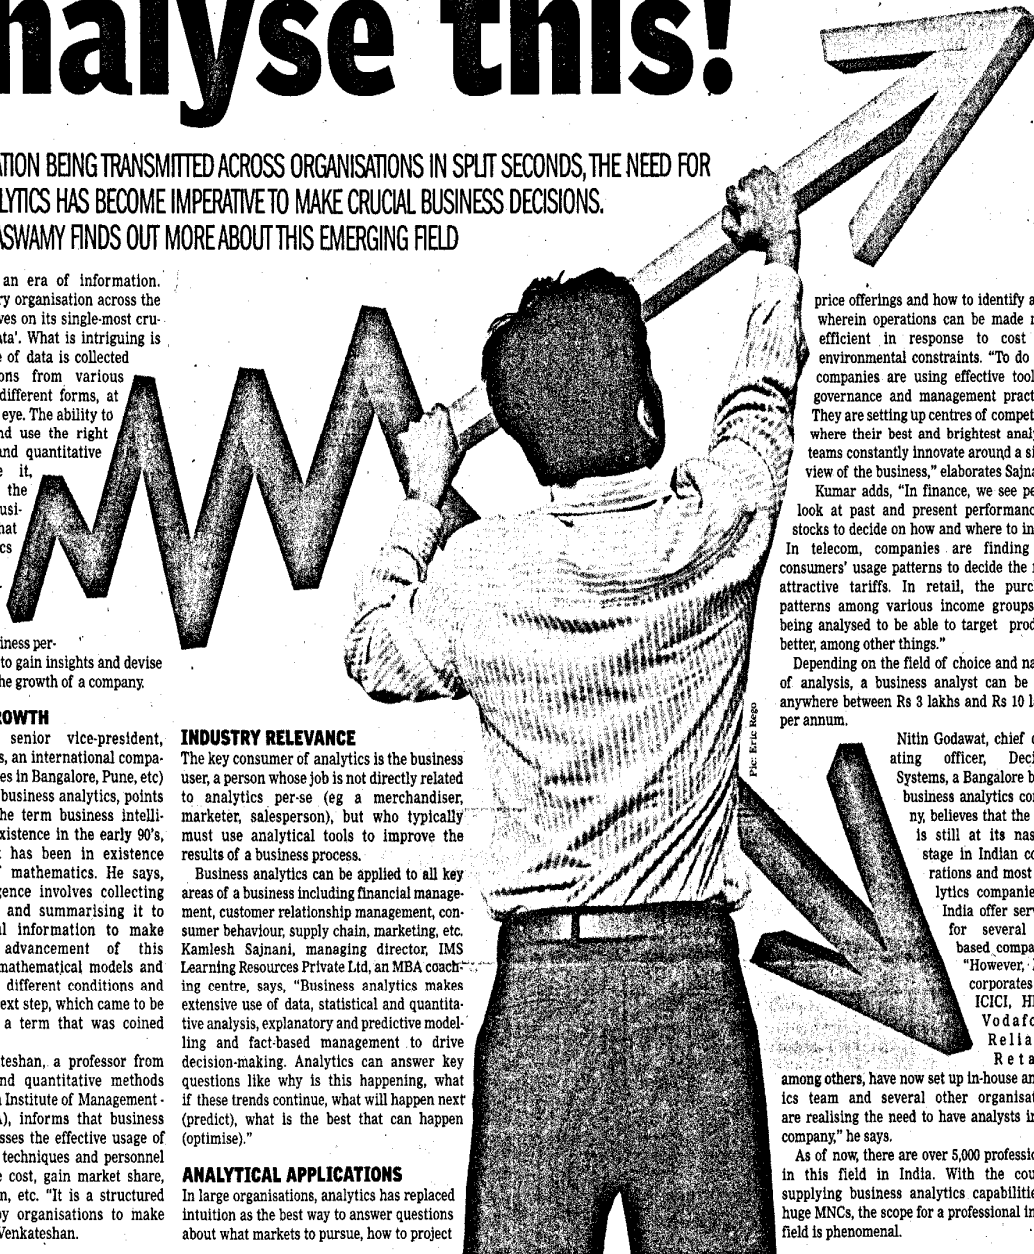 nalyse this!
ATION BEING TRANSMITTED ACROSS ORGANISATIONS IN SPLIT SECONDS, THE NEED FOR
LYTICS HAS BECOME IMPERATIVE TO MAKE CRUCIAL BUSINESS DECISIONS.
ASWAMY FINDS OUT MORE ABOUT THIS EMERGING FIELD
an era of information.
ry organisation across the
ves on its single-most cru-
ata'. What is intriguing is
e of data is collected
ons from various
different forms, at
eye. The ability to
nd use the right
and quantitative
e it,
the
usi-
hat
cs
iness per-
to gain insights and devise
he growth of a company.
ROWTH
senior vice-president,
s, an international compa-
es in Bangalore, Pune, etc)
business analytics, points
he term business intelli-
xistence in the early 90's,
t has been in existence
f mathematics. He says,
gence involves collecting
and summarising it to
l information to make
advancement of this
mathematical models and
different conditions and
ext step, which came to be
a term that was coined
teshan, a professor from
nd quantitative methods
n Institute of Management -
A), informs that business
sses the effective usage of
techniques and personnel
e cost, gain market share,
n, etc. "It is a structured
by organisations to make
Venkateshan.
INDUSTRY RELEVANCE
The key consumer of analytics is the business
user, a person whose job is not directly related
to analytics per-se (eg a merchandiser,
marketer, salesperson), but who typically
must use analytical tools to improve the
results of a business process.
Business analytics can be applied to all key
areas of a business including financial manage-
ment, customer relationship management, con-
sumer behaviour, supply chain, marketing, etc.
Kamlesh Sajnani, managing director, IMS
Learning Resources Private Ltd, an MBA coach-
ing centre, says, "Business analytics makes
extensive use of data, statistical and quantita-
tive analysis, explanatory and predictive model-
ling and fact-based management to drive
decision-making. Analytics can answer key
questions like why is this happening, what
if these trends continue, what will happen next
(predict), what is the best that can happen
(optimise)."
ANALYTICAL APPLICATIONS
In large organisations, analytics has replaced
intuition as the best way to answer questions
about what markets to pursue, how to project
Pic: Eric Rego
price offerings and how to identify a
wherein operations can be made
efficient in response to cost
environmental constraints. "To do
companies are using effective tool
governance and management pract
They are setting up centres of compet
where their best and brightest anal
teams constantly innovate around a si
view of the business," elaborates Sajna
Kumar adds, "In finance, we see pe
look at past and present performanc
stocks to decide on how and where to in
In telecom, companies are finding
consumers' usage patterns to decide the
attractive tariffs. In retail, the purc
patterns among various income groups
being analysed to be able to target prod
better, among other things."
Depending on the field of choice and na
of analysis, a business analyst can be
anywhere between Rs 3 lakhs and Rs 10 l
per annum.
Nitin Godawat, chief o
ating officer, Deci
Systems, a Bangalore b
business analytics co
ny, believes that the
is still at its nas
stage in Indian co
rations and most
lytics companie
India offer ser
for several
based compa
"However,
corporates
ICICI, H
Vodafo
Relia
Reta
among others, have now set up in-house an
ics team and several other organisat
are realising the need to have analysts in
company," he says.
As of now, there are over 5,000 professio
in this field in India. With the cou
supplying business analytics capabilitie
huge MNCs, the scope for a professional in
field is phenomenal.